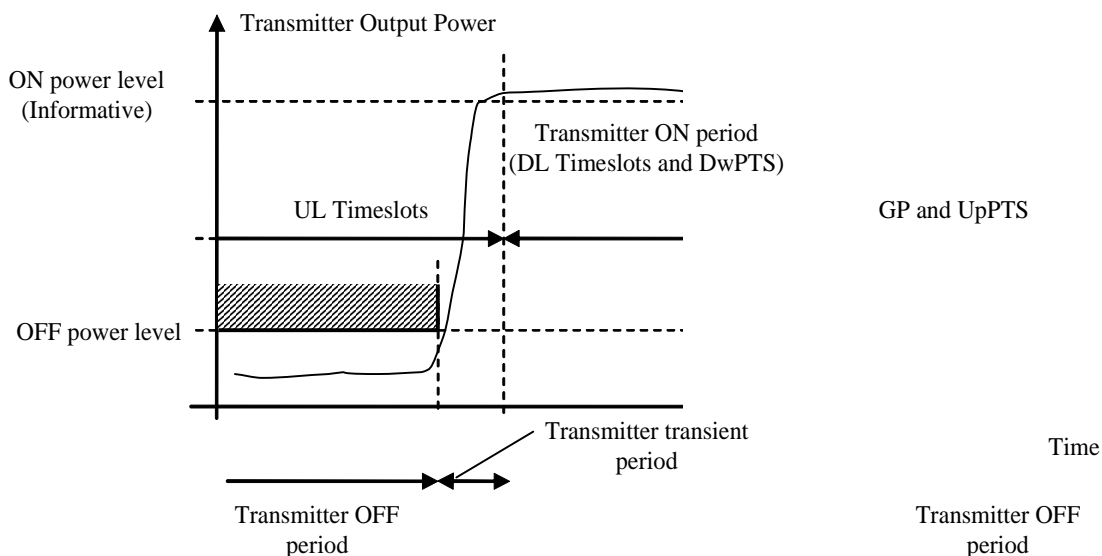 Transmitter Output Power
ON power level
(Informative)
Transmitter ON period
(DL Timeslots and DwPTS)
UL Timeslots
GP and UpPTS
OFF power level
Transmitter transient
period
Time
Transmitter OFF
period
Transmitter OFF
period